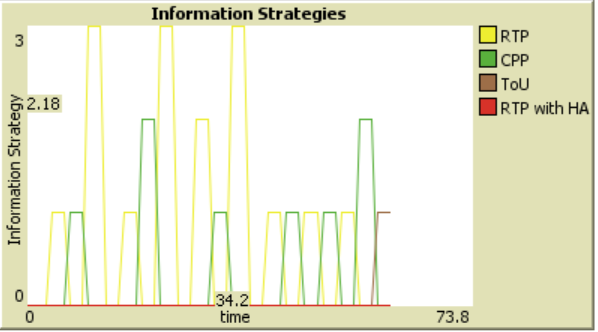 Information Strategies
3
2.18
Information Strategy
0
0
34.2
time
73.8
RTP
CPP
ToU
RTP with HA